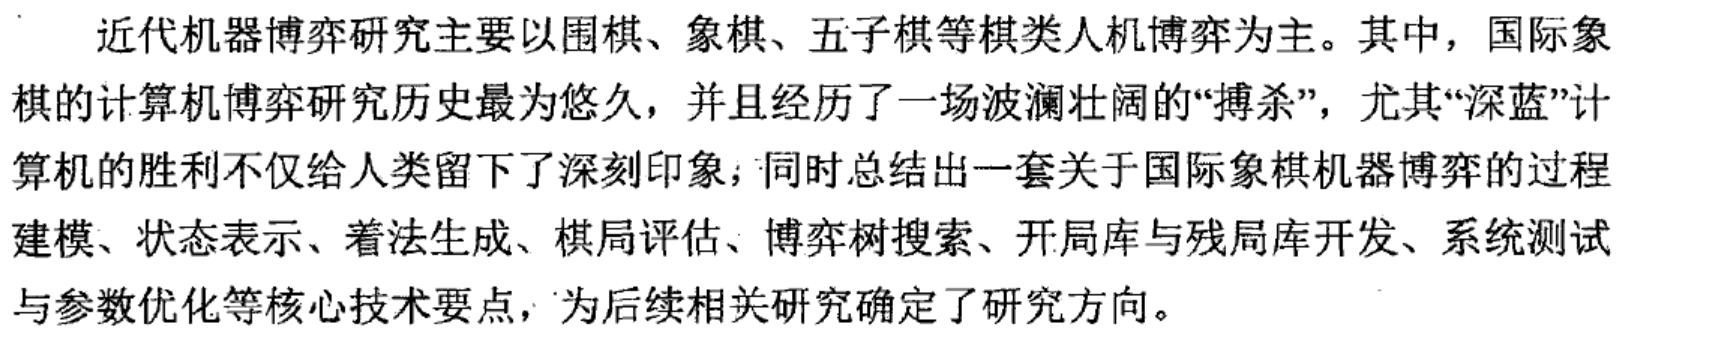 近代机器博弈研究主要以围棋、象棋、五子棋等棋类人机博弈为主。其中，国际象
棋的计算机博弈研究历史最为悠久，并且经历了一场波澜壮阔的“搏杀”，尤其“深蓝”计
算机的胜利不仅给人类留下了深刻印象；同时总结出一套关于国际象棋机器博弈的过程
建模、状态表示、着法生成、棋局评估、博弈树搜索、开局库与残局库开发、系统测试
与参数优化等核心技术要点，为后续相关研究确定了研究方向。